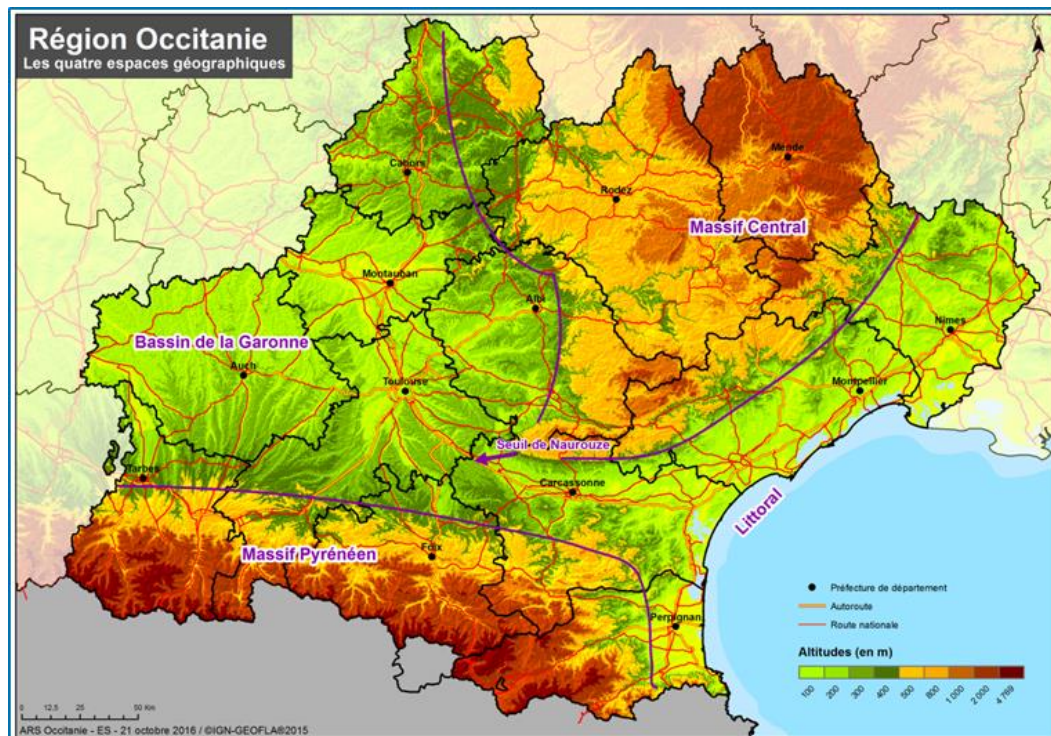 Région Occitanie
Les quatre espaces géographiques
Cahors
Mende
Rodez
Massif Central
Montauban
Albi
Nîmes
Bassin de la Garonne
Auch
Toulouse
Montpellier
Seuil de Naurouze
Tarbes
Carcassonne
Littoral
Massif Pyrénéen
Foix
Perpignan
Préfecture de département
Autoroute
Route nationale
Altitudes (en m)
100 200 300 400 500 800 1 000 2 000 4 769
0 12,5 25 50 Km
ARS Occitanie - ES - 21 octobre 2016 / ©IGN-GEOFLA®2015